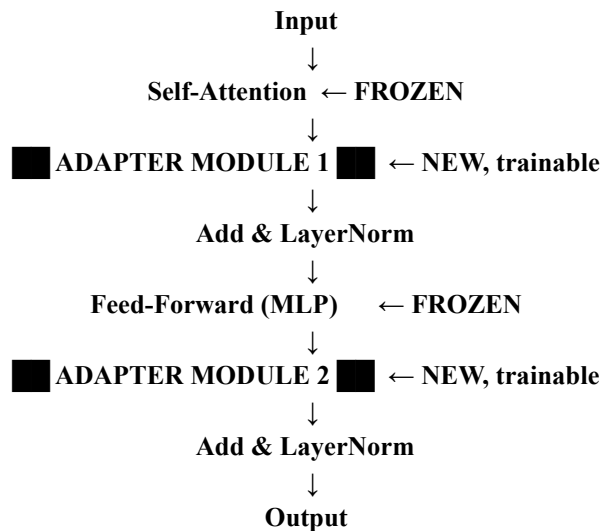 Input
↓
Self-Attention ← FROZEN
↓
██ ADAPTER MODULE 1 ██ ← NEW, trainable
↓
Add & LayerNorm
↓
Feed-Forward (MLP) ← FROZEN
↓
██ ADAPTER MODULE 2 ██ ← NEW, trainable
↓
Add & LayerNorm
↓
Output